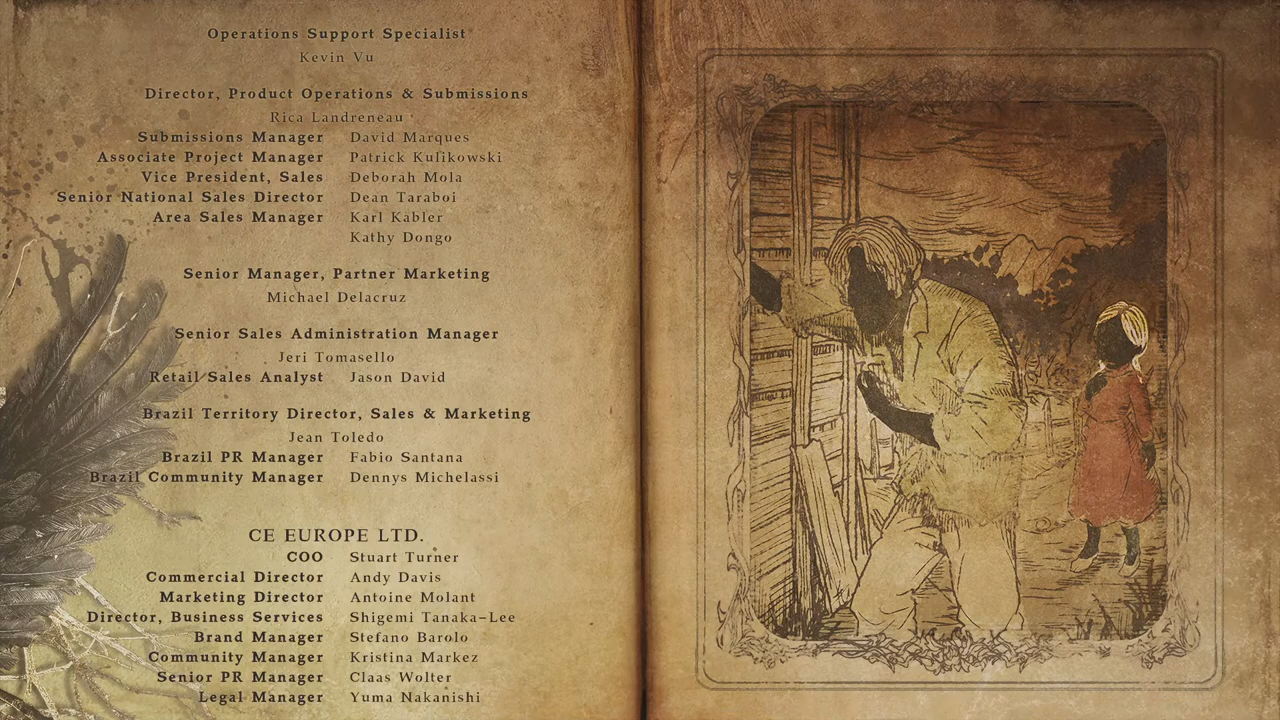 Operations Support Specialist
Kevin Vu
Director, Product Operations & Submissions
Rica Landreneau
Submissions Manager David Marques
Associate Project Manager Patrick Kulikowski
Vice President, Sales Deborah Mola
Senior National Sales Director Dean Taraboi
Area Sales Manager Karl Kabler
Kathy Dongo
Senior Manager, Partner Marketing
Michael Delacruz
Senior Sales Administration Manager
Jeri Tomasello
Retail Sales Analyst Jason David
Brazil Territory Director, Sales & Marketing
Jean Toledo
Brazil PR Manager Fabio Santana
Brazil Community Manager Dennys Michelassi
CE EUROPE LTD.
COO Stuart Turner
Commercial Director Andy Davis
Marketing Director Antoine Molant
Director, Business Services Shigemi Tanaka-Lee
Brand Manager Stefano Barolo
Community Manager Kristina Markez
Senior PR Manager Claas Wolter
Legal Manager Yuma Nakanishi